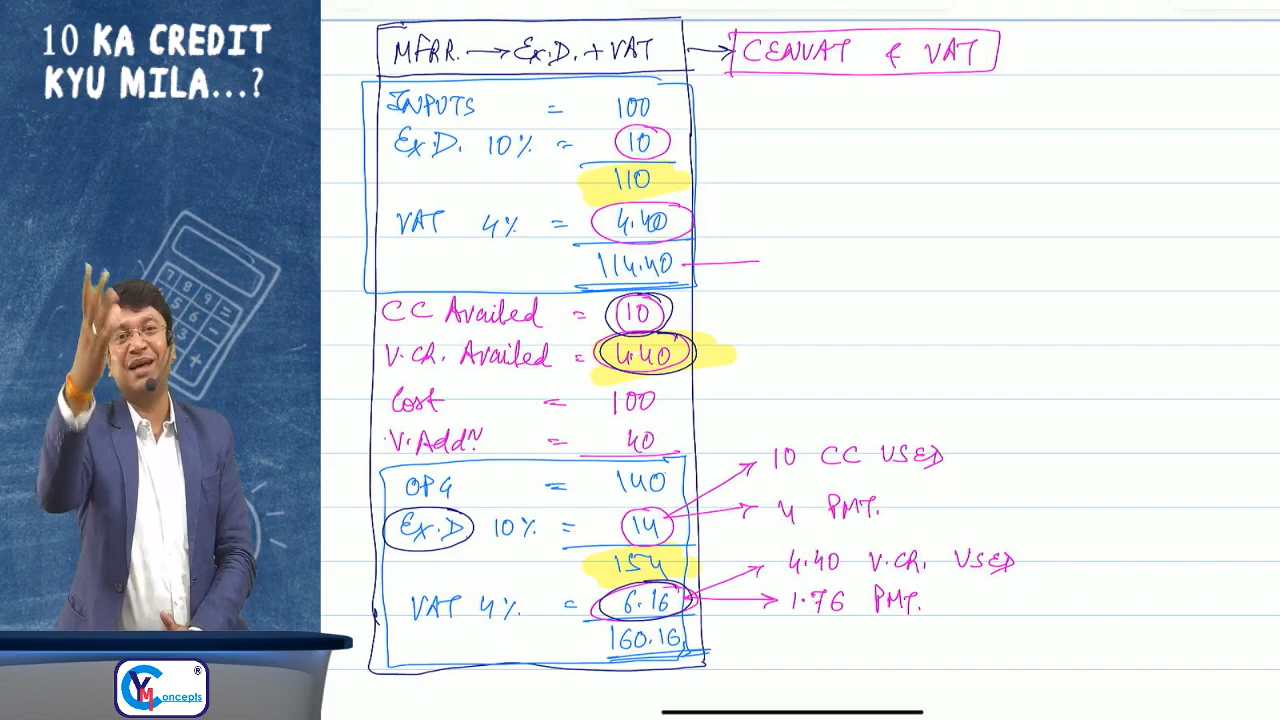 10 KA CREDIT
KYU MILA...?
MFRR. → Ex.D. + VAT → CENVAT & VAT
INPUTS = 100
Ex.D. 10% = 10
110
VAT 4% = 4.40
114.40
CC Availed = 10
V.CR. Availed = 4.40
Cost = 100
V.Addn = 40
OPG = 140
Ex.D 10% = 14
154
VAT 4% = 6.16
160.16
10 CC USED
4 PMT.
4.40 V.CR. USED
1.76 PMT.
789
CYM Concepts ®